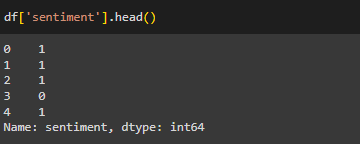 df['sentiment'].head()
0    1
1    1
2    1
3    0
4    1
Name: sentiment, dtype: int64